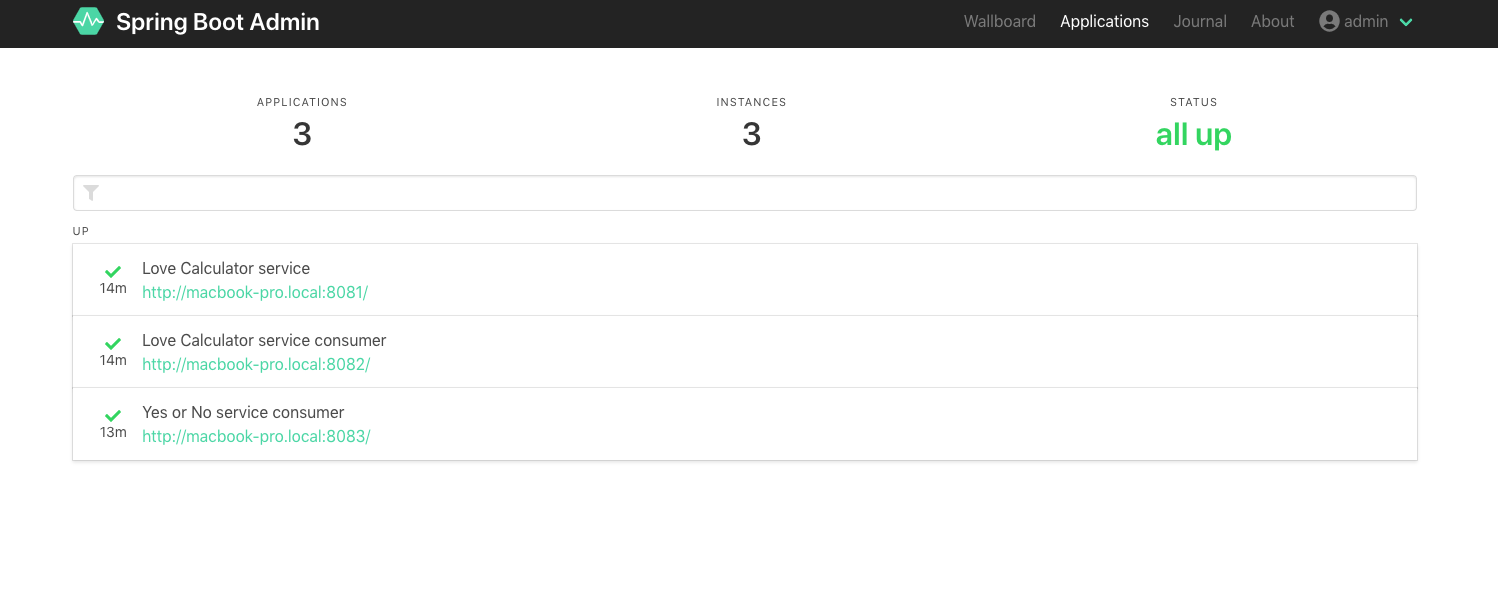 Spring Boot Admin
Wallboard Applications Journal About admin
APPLICATIONS INSTANCES STATUS
3 3 all up
UP
Love Calculator service
14m http://macbook-pro.local:8081/
Love Calculator service consumer
14m http://macbook-pro.local:8082/
Yes or No service consumer
13m http://macbook-pro.local:8083/